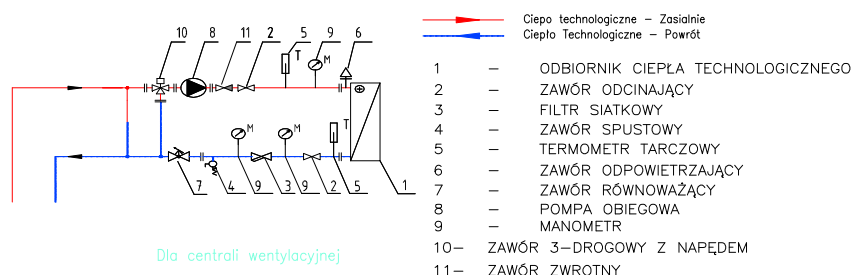 Ciepo technologiczne – Zasialnie
Ciepło Technologiczne – Powrót
10 8 11 2 5 9 6
T M
M M T
7 4 9 3 9 2 5 1
Dla centrali wentylacyjnej
1 – ODBIORNIK CIEPŁA TECHNOLOGICZNEGO
2 – ZAWÓR ODCINAJĄCY
3 – FILTR SIATKOWY
4 – ZAWÓR SPUSTOWY
5 – TERMOMETR TARCZOWY
6 – ZAWÓR ODPOWIETRZAJĄCY
7 – ZAWÓR RÓWNOWAŻĄCY
8 – POMPA OBIEGOWA
9 – MANOMETR
10– ZAWÓR 3–DROGOWY Z NAPĘDEM
11– ZAWÓR ZWROTNY